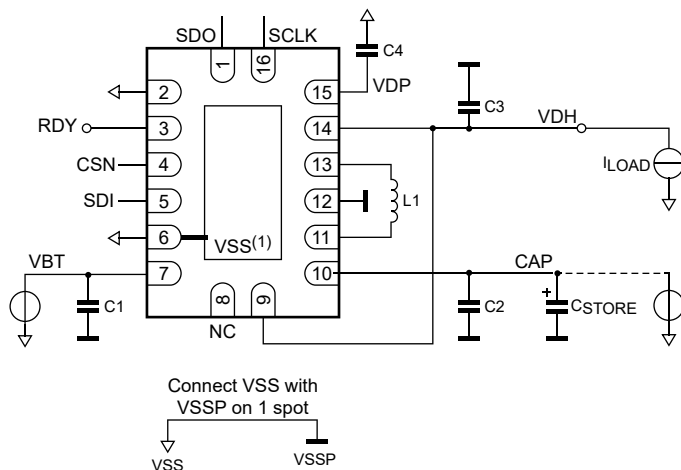 SDO SCLK
C4
1 16
VDP
2 15
C3
RDY 3 14 VDH
CSN 4 13
ILOAD
SDI 5 12 L1
6 VSS(1) 11
VBT 7 10 CAP
C1 8 9 C2 + CSTORE
NC
Connect VSS with
VSSP on 1 spot
VSS VSSP